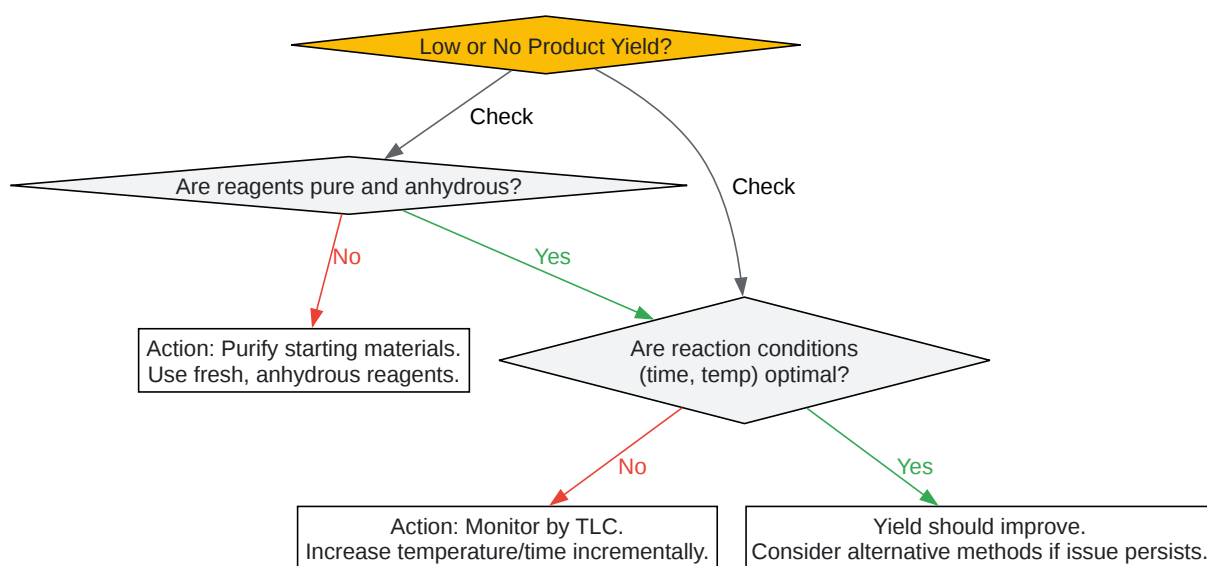 Low or No Product Yield?
Check
Are reagents pure and anhydrous?
Check
No
Yes
Action: Purify starting materials.
Use fresh, anhydrous reagents.
Are reaction conditions
(time, temp) optimal?
No
Yes
Action: Monitor by TLC.
Increase temperature/time incrementally.
Yield should improve.
Consider alternative methods if issue persists.